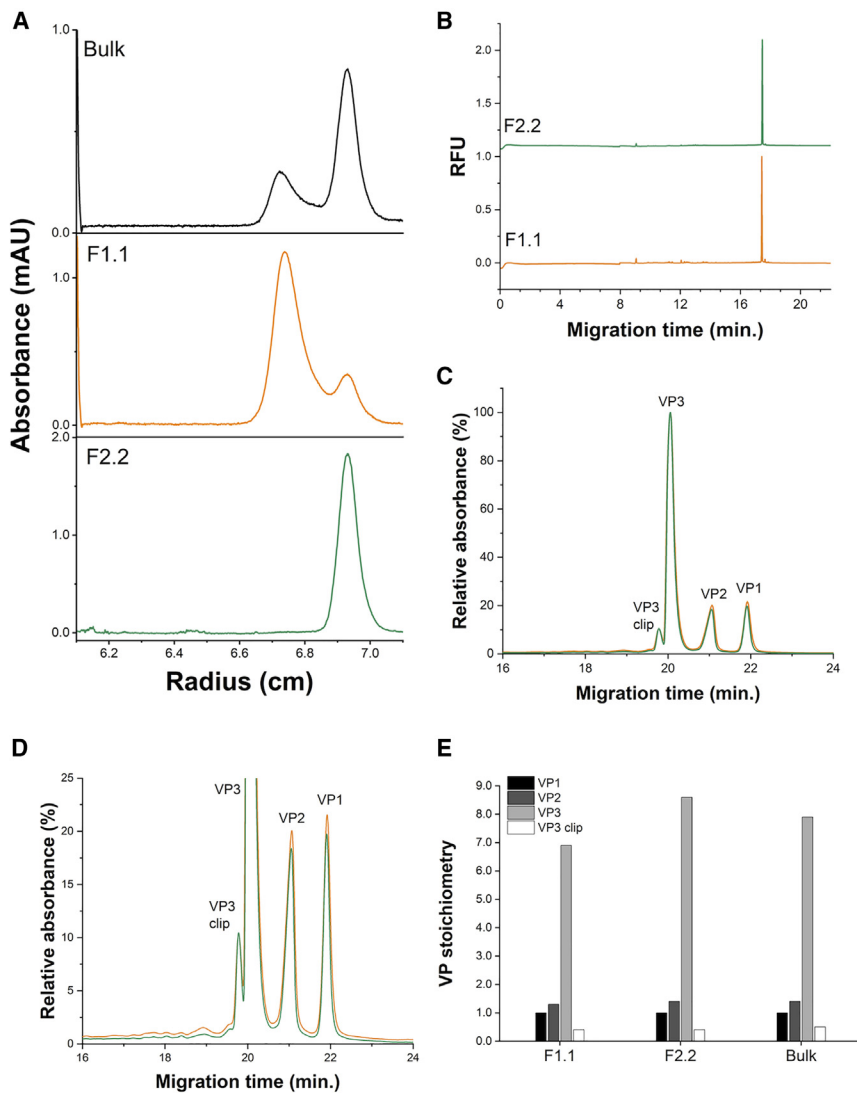 A
Bulk
1.0
0.0
F1.1
1.0
0.0
F2.2
2.0
1.0
0.0
6.2 6.4 6.6 6.8 7.0
Absorbance (mAU)
Radius (cm)
B
2.0
1.5
1.0
0.5
0.0
F2.2
F1.1
RFU
0 4 8 12 16 20
Migration time (min.)
C
VP3
100
80
60
40
20
0
VP3
clip
VP2
VP1
Relative absorbance (%)
16 18 20 22 24
Migration time (min.)
D
25
20
15
10
5
0
VP3
VP2
VP1
VP3
clip
Relative absorbance (%)
16 18 20 22 24
Migration time (min.)
E
9.0
8.0
7.0
6.0
5.0
4.0
3.0
2.0
1.0
0.0
VP1
VP2
VP3
VP3 clip
VP stoichiometry
F1.1 F2.2 Bulk